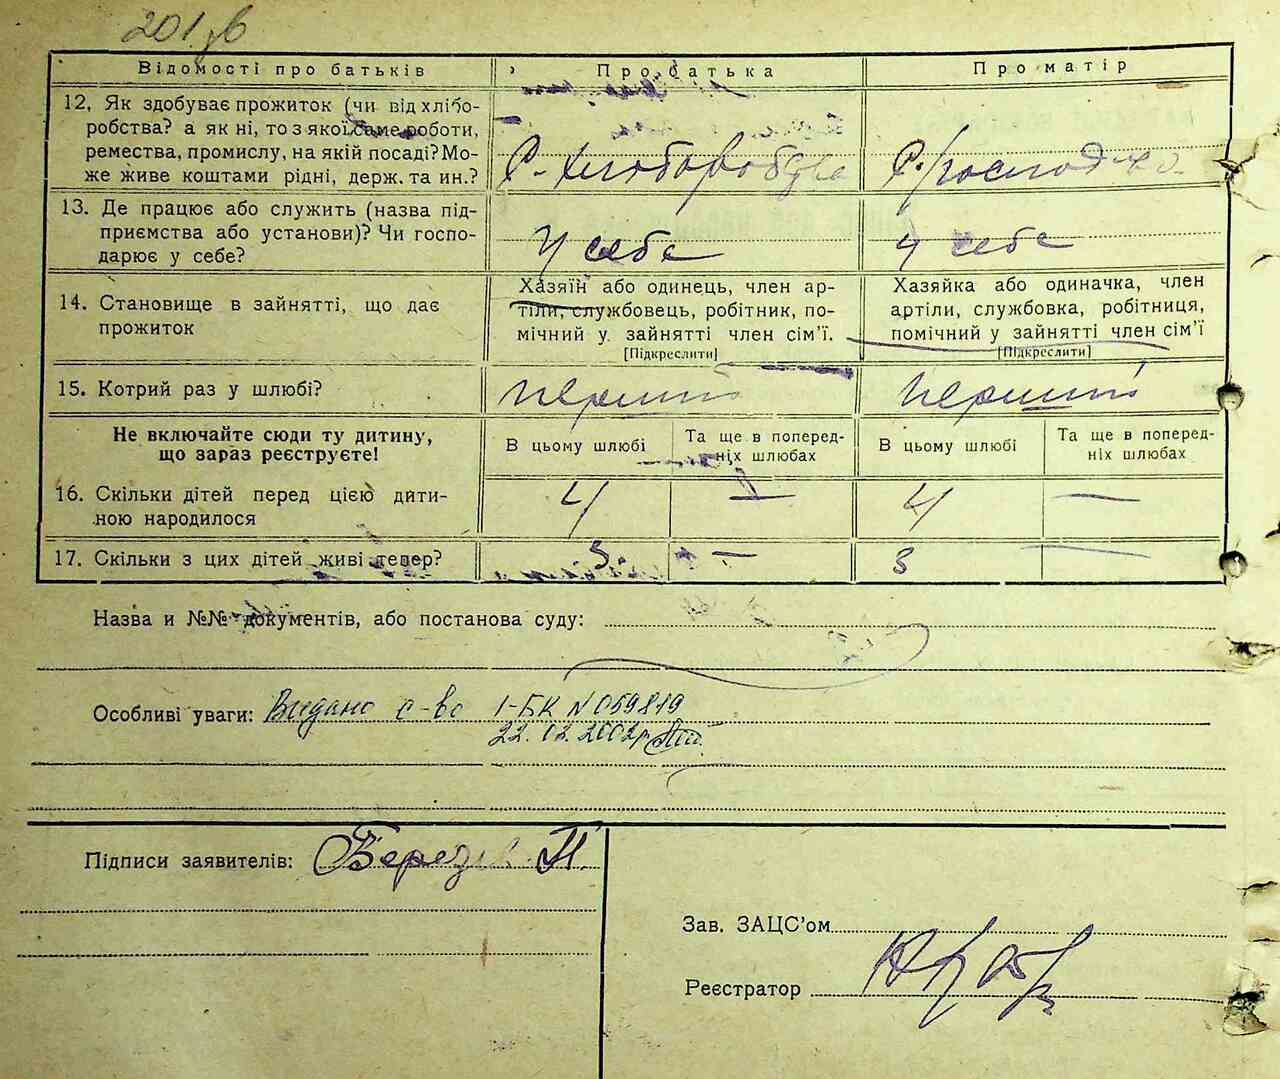 201 зв
Відомості про батьків
Про батька
Про матір
12. Як здобуває прожиток (чи від хлібо-
робства? а як ні, то з якої саме роботи,
ремества, промислу, на якій посаді? Мо-
же живе коштами рідні, держ. та ин.?
С. хлібороб
С.
13. Де працює або служить (назва під-
приємства або установи)? Чи госпо-
дарює у себе?
У себе
У себе
14. Становище в зайнятті, що дає
прожиток
Хазяїн або одинець, член ар-
тіли, службовець, робітник, по-
мічний у зайнятті член сім'ї.
[Підкреслити]
Хазяйка або одиначка, член
артіли, службовка, робітниця,
помічний у зайнятті член сім'ї
[Підкреслити]
15. Котрий раз у шлюбі?
перший
перший
Не включайте сюди ту дитину,
що зараз реєструєте!
В цьому шлюбі
Та ще в поперед-
ніх шлюбах
В цьому шлюбі
Та ще в поперед-
ніх шлюбах
16. Скільки дітей перед цією дити-
ною народилося
4
—
4
—
17. Скільки з цих дітей живі тепер?
3
—
3
—
Назва и №№ документів, або постанова суду:
Особливі уваги: Видано с-во 1-БК N 059819
22.02.2002р.
Підписи заявителів:
Зав. ЗАЦС'ом
Реєстратор